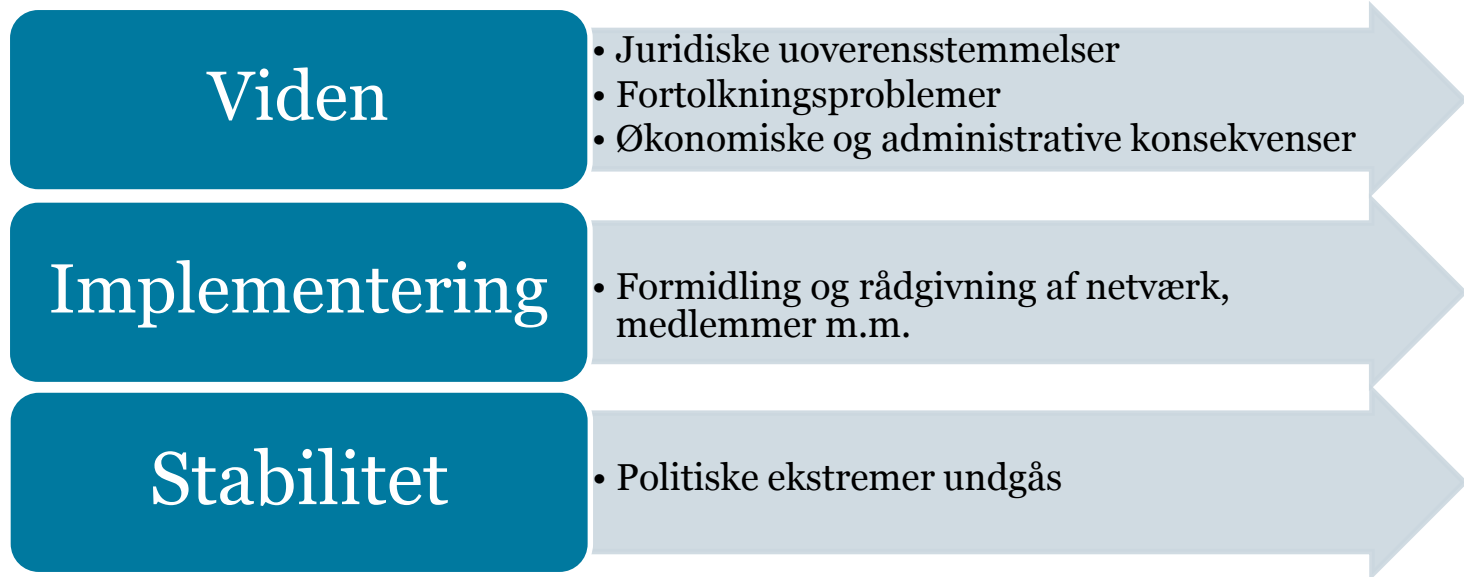 Viden
• Juridiske uoverensstemmelser
• Fortolkningsproblemer
• Økonomiske og administrative konsekvenser
Implementering
• Formidling og rådgivning af netværk,
medlemmer m.m.
Stabilitet
• Politiske ekstremer undgås